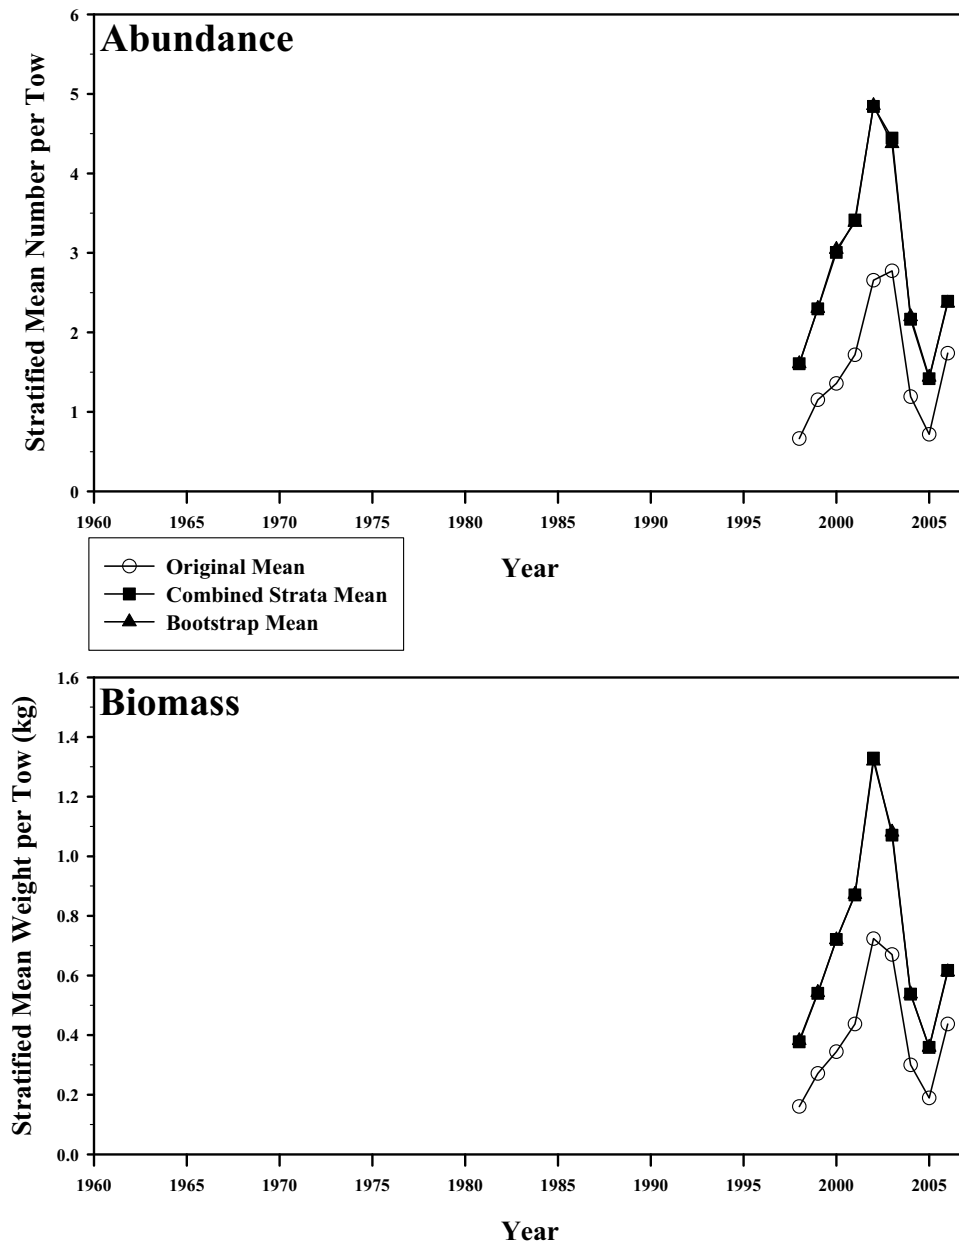 Abundance
Stratified Mean Number per Tow
6
5
4
3
2
1
0
1960 1965 1970 1975 1980 1985 1990 1995 2000 2005
Year
Original Mean
Combined Strata Mean
Bootstrap Mean
Biomass
Stratified Mean Weight per Tow (kg)
1.6
1.4
1.2
1.0
0.8
0.6
0.4
0.2
0.0
1960 1965 1970 1975 1980 1985 1990 1995 2000 2005
Year